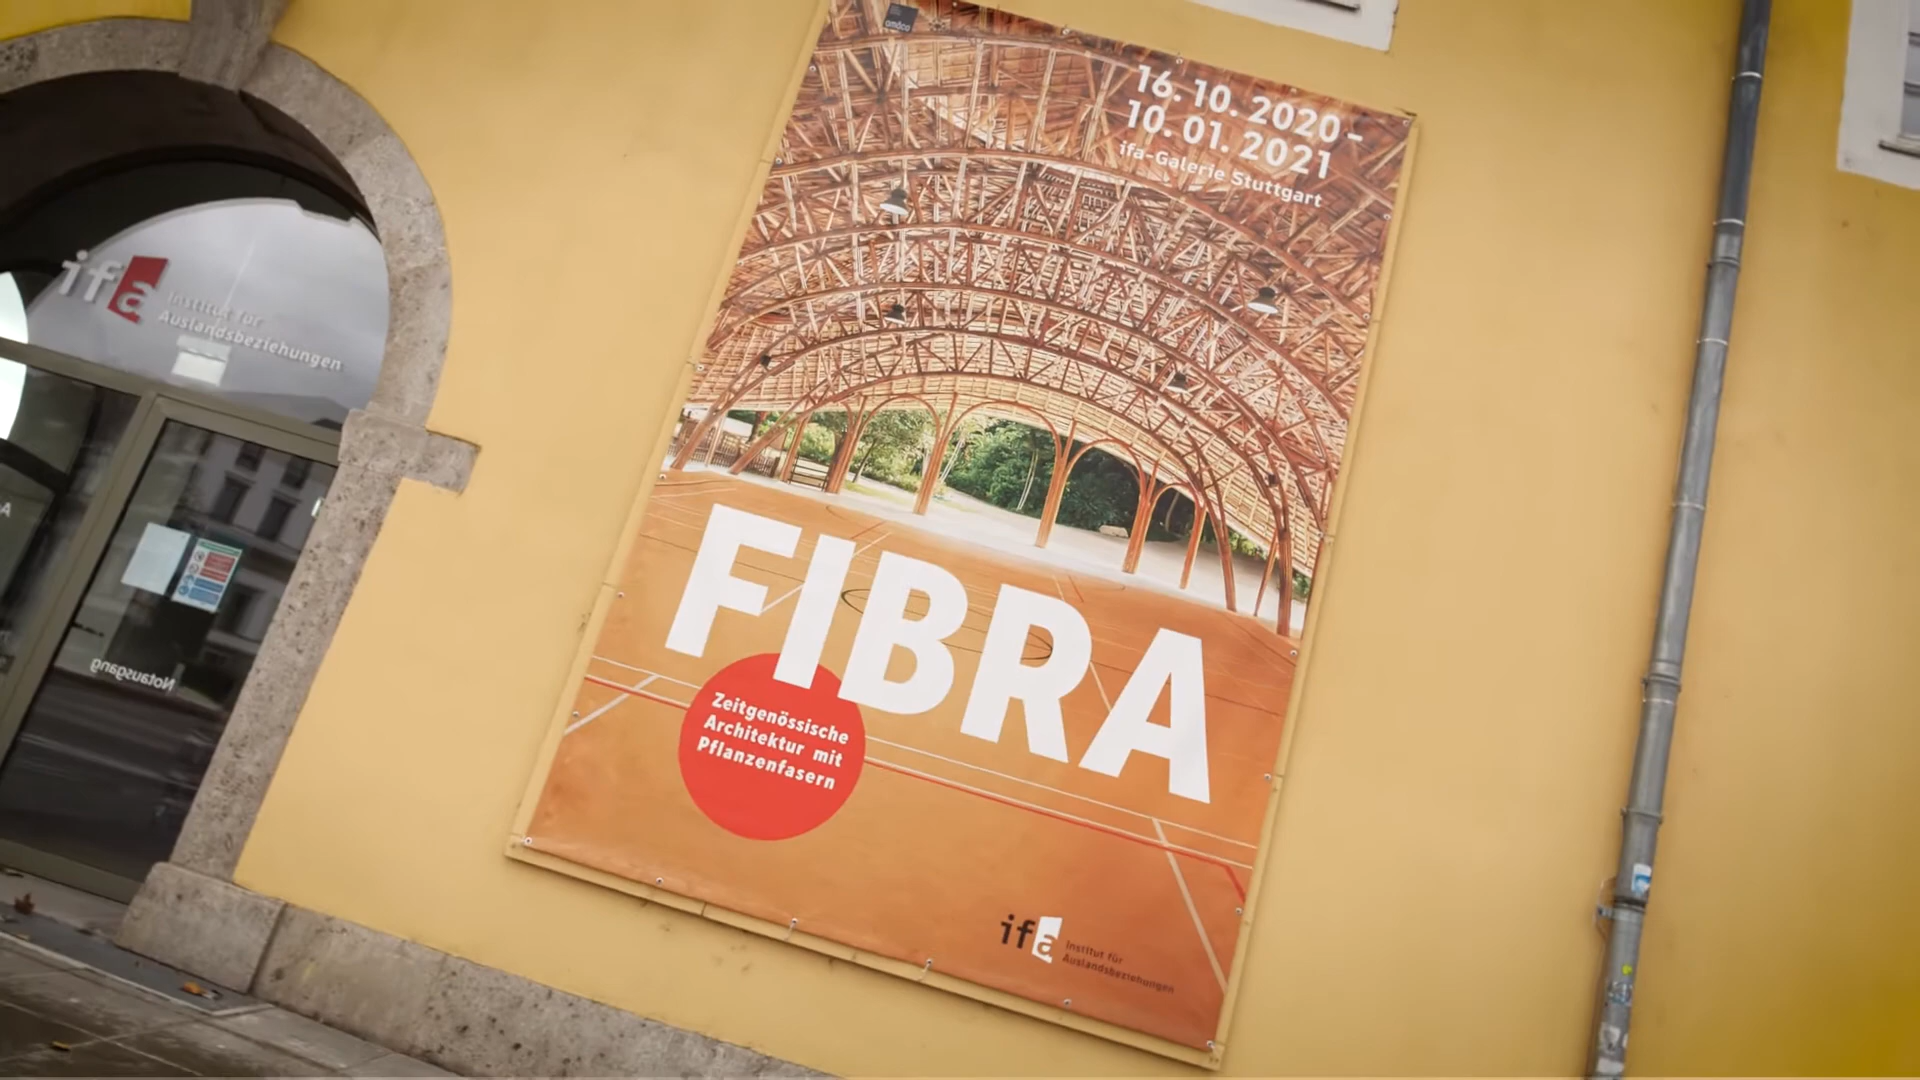 ifa
Institut für
Auslandsbeziehungen
Notausgang
amàco
16. 10. 2020 –
10. 01. 2021
ifa-Galerie Stuttgart
FIBRA
Zeitgenössische
Architektur mit
Pflanzenfasern
ifa
Institut für
Auslandsbeziehungen